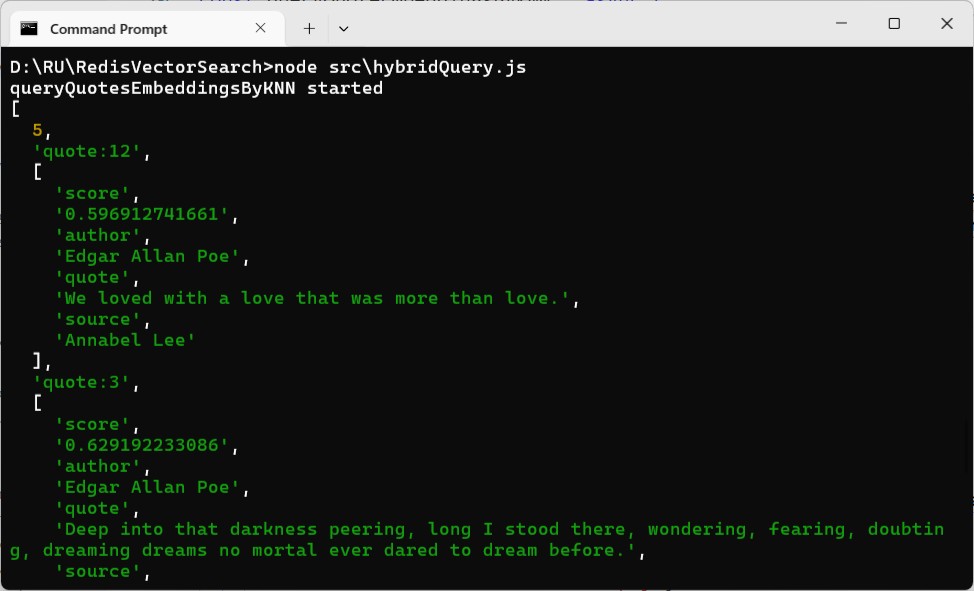 Command Prompt
D:\RU\RedisVectorSearch>node src\hybridQuery.js
queryQuotesEmbeddingsByKNN started
[
  5,
  'quote:12',
  [
    'score',
    '0.596912741661',
    'author',
    'Edgar Allan Poe',
    'quote',
    'We loved with a love that was more than love.',
    'source',
    'Annabel Lee'
  ],
  'quote:3',
  [
    'score',
    '0.629192233086',
    'author',
    'Edgar Allan Poe',
    'quote',
    'Deep into that darkness peering, long I stood there, wondering, fearing, doubtin
g, dreaming dreams no mortal ever dared to dream before.',
    'source',